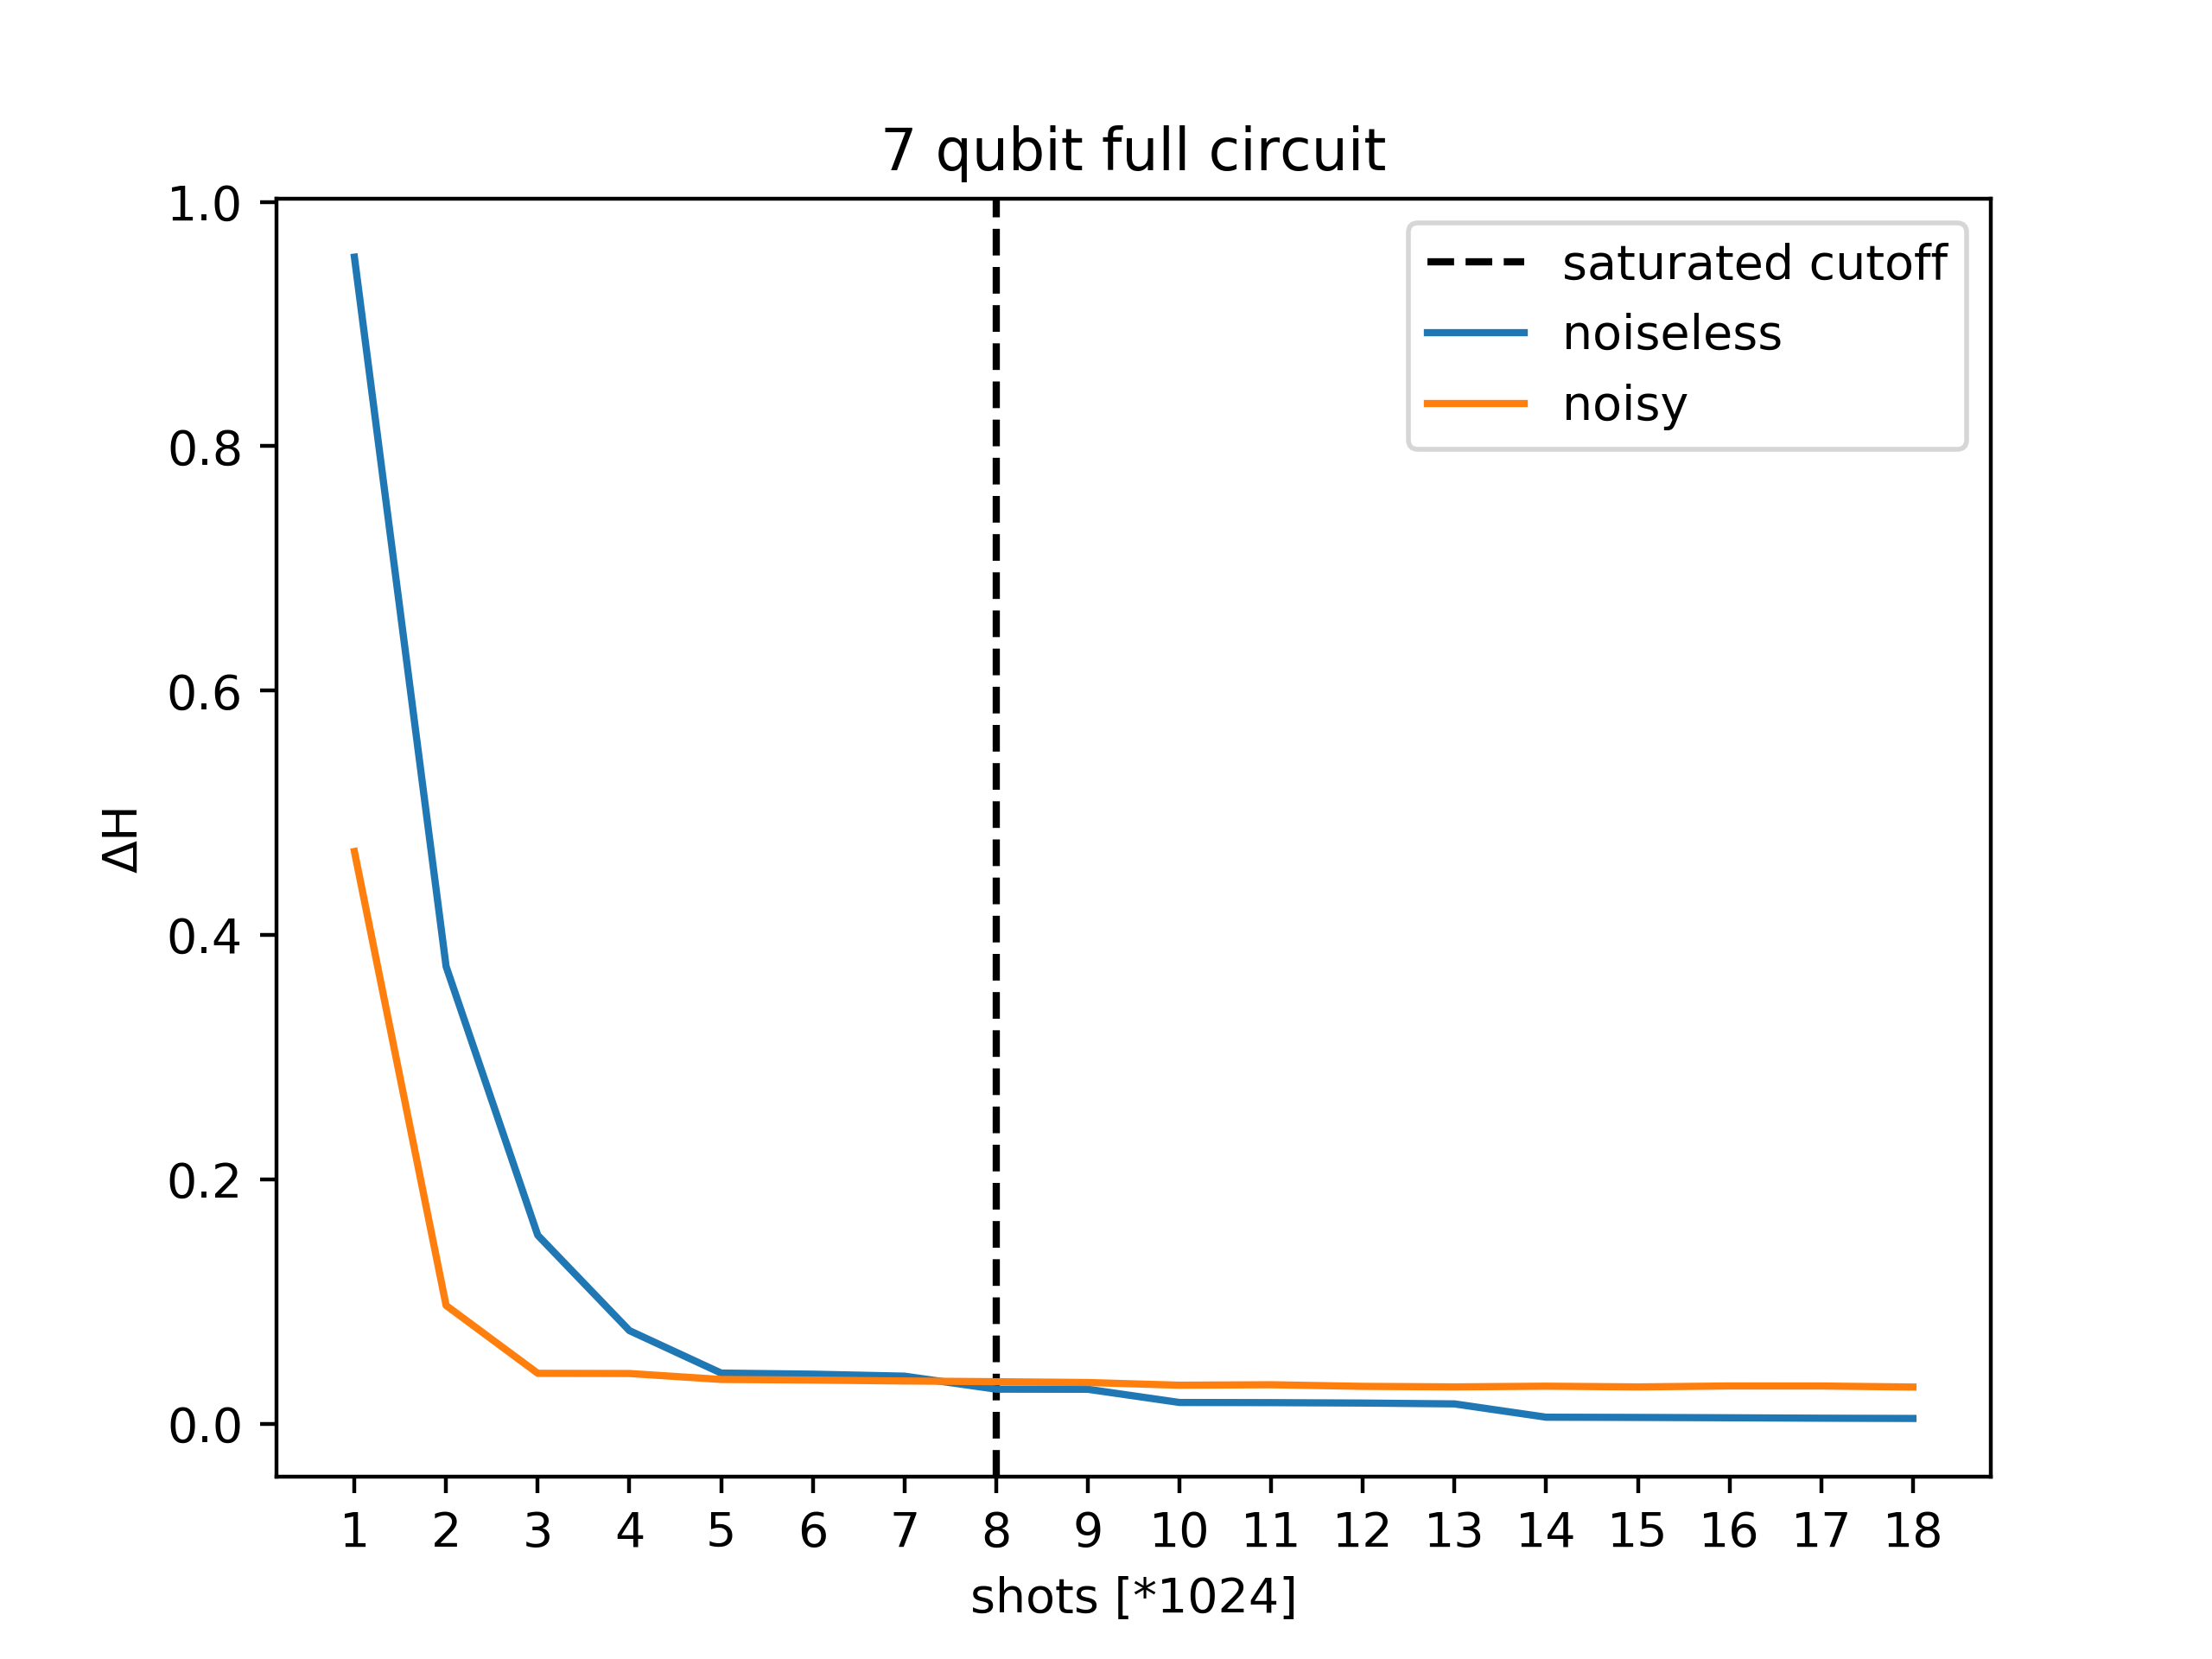 7 qubit full circuit
1.0
0.8
0.6
0.4
0.2
0.0
ΔH
saturated cutoff
noiseless
noisy
1 2 3 4 5 6 7 8 9 10 11 12 13 14 15 16 17 18
shots [*1024]